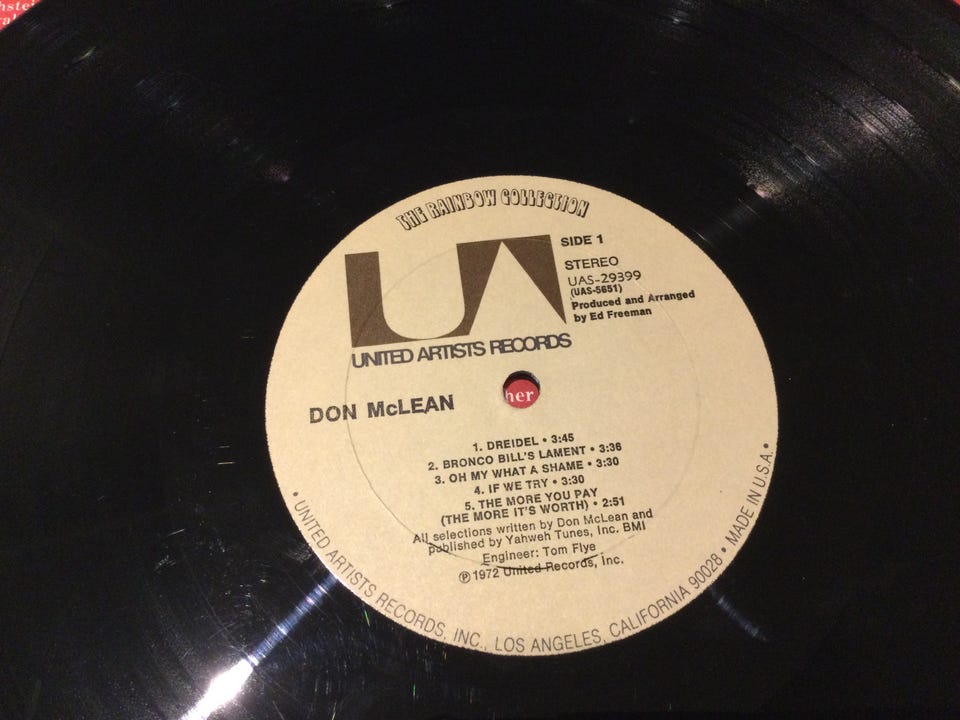 THE RAINBOW COLLECTION
UA
SIDE 1
STEREO
UAS-29399
(UAS-5651)
Produced and Arranged
by Ed Freeman
UNITED ARTISTS RECORDS
her
DON McLEAN
1. DREIDEL • 3:45
2. BRONCO BILL'S LAMENT • 3:36
3. OH MY WHAT A SHAME • 3:30
4. IF WE TRY • 3:30
5. THE MORE YOU PAY
(THE MORE IT'S WORTH) • 2:51
All selections written by Don McLean and
published by Yahweh Tunes, Inc. BMI
Engineer: Tom Flye
℗ 1972 United Records, Inc.
• UNITED ARTISTS RECORDS, INC., LOS ANGELES, CALIFORNIA 90028 • MADE IN U.S.A. •